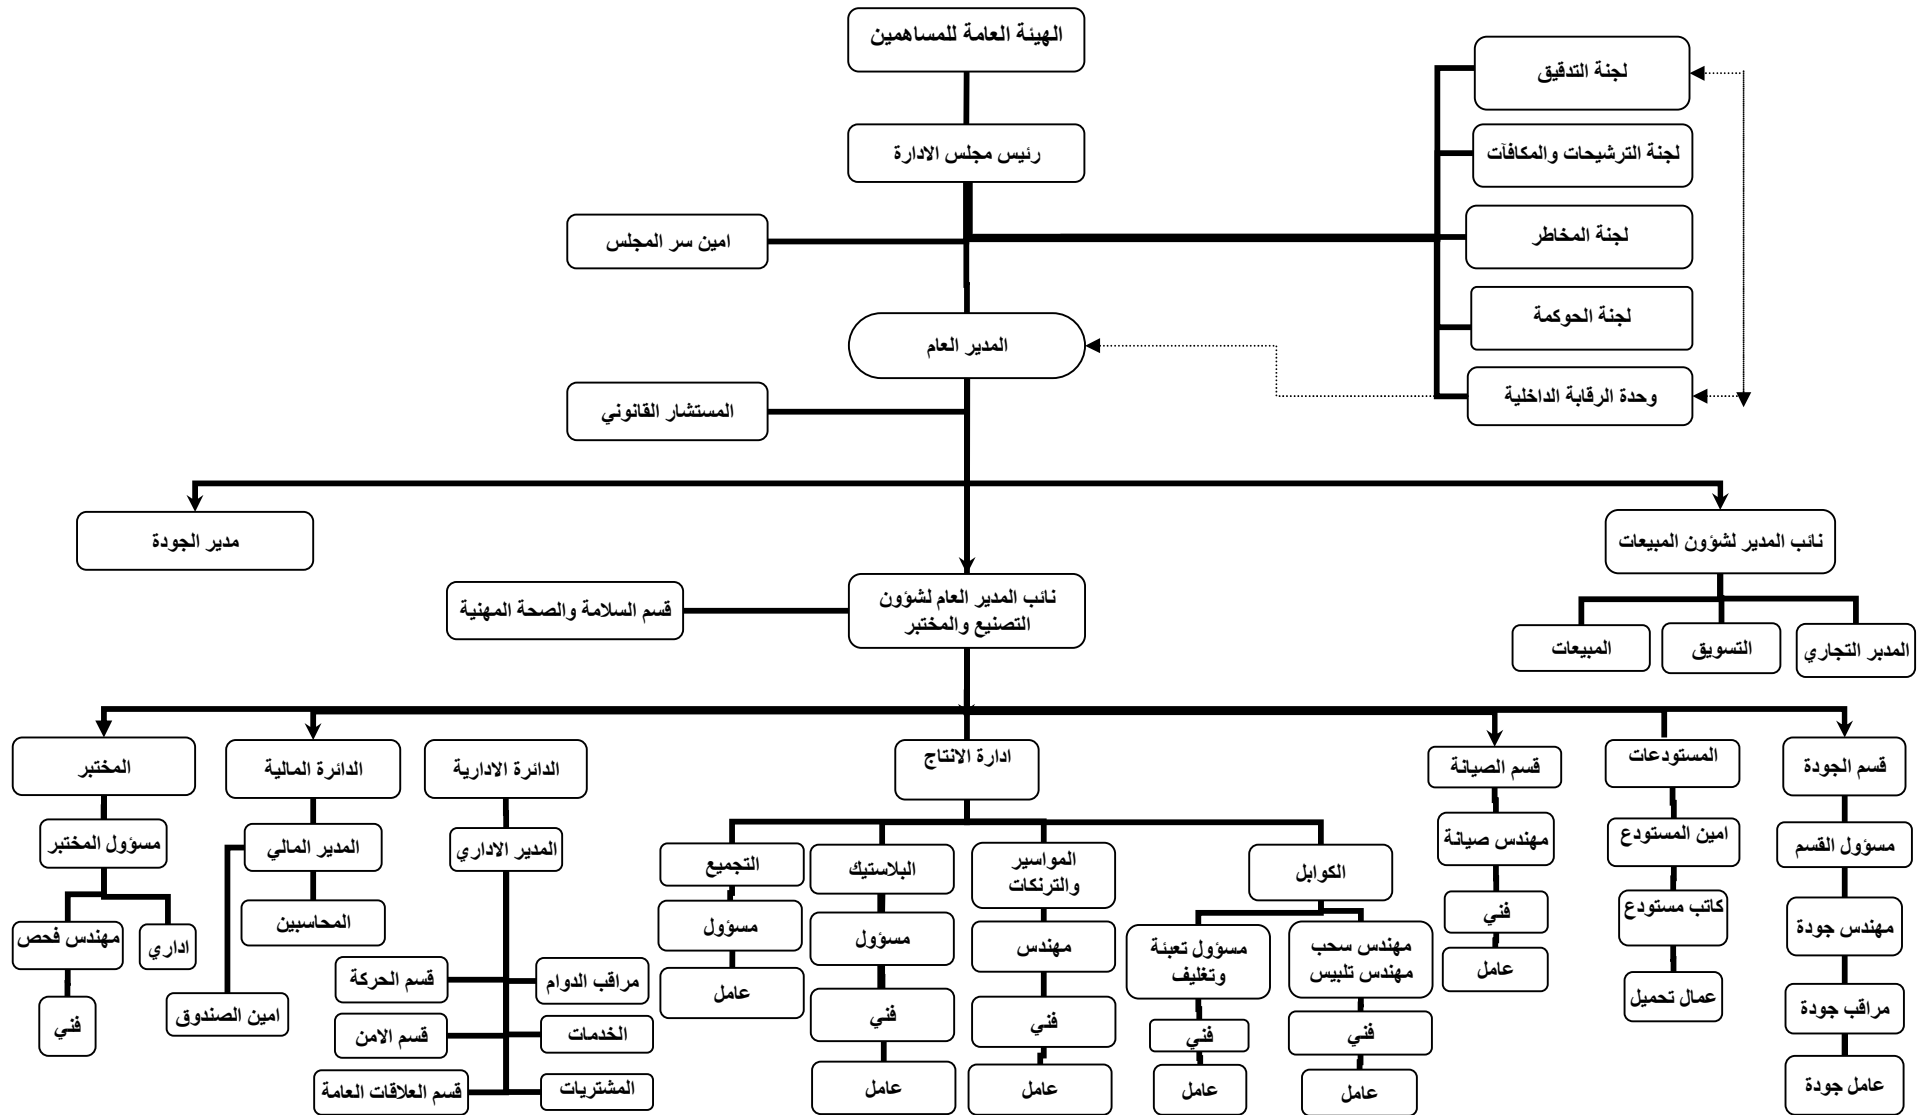 الهيئة العامة للمساهمين
لجنة التدقيق
رئيس مجلس الادارة
لجنة الترشيحات والمكافآت
امين سر المجلس
لجنة المخاطر
لجنة الحوكمة
المدير العام
وحدة الرقابة الداخلية
المستشار القانوني
نائب المدير لشؤون المبيعات
مدير الجودة
نائب المدير العام لشؤون
التصنيع والمختبر
قسم السلامة والصحة المهنية
المدبر التجاري
التسويق
المبيعات
قسم الجودة
المستودعات
قسم الصيانة
ادارة الانتاج
الدائرة الادارية
الدائرة المالية
المختبر
مسؤول القسم
امين المستودع
مهندس صيانة
الكوابل
المواسير
والترنكات
البلاستيك
التجميع
المدير الاداري
المدير المالي
مسؤول المختبر
مهندس جودة
كاتب مستودع
فني
مهندس سحب
مهندس تلبيس
مسؤول تعبئة
وتغليف
مهندس
مسؤول
مسؤول
المحاسبين
اداري
مهندس فحص
مراقب جودة
عمال تحميل
عامل
فني
فني
فني
فني
عامل
مراقب الدوام
قسم الحركة
امين الصندوق
فني
الخدمات
قسم الامن
عامل جودة
عامل
عامل
عامل
عامل
المشتريات
قسم العلاقات العامة